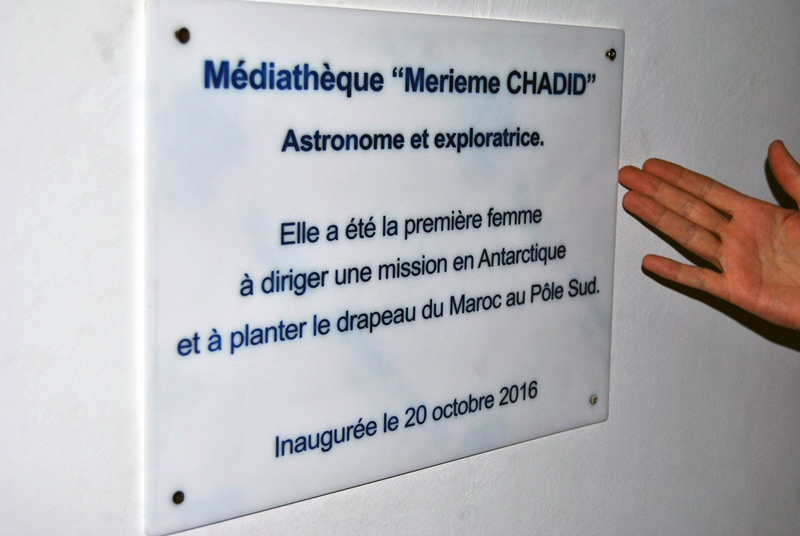 Médiathèque “Merieme CHADID”
Astronome et exploratrice.
Elle a été la première femme
à diriger une mission en Antarctique
et à planter le drapeau du Maroc au Pôle Sud.
Inaugurée le 20 octobre 2016